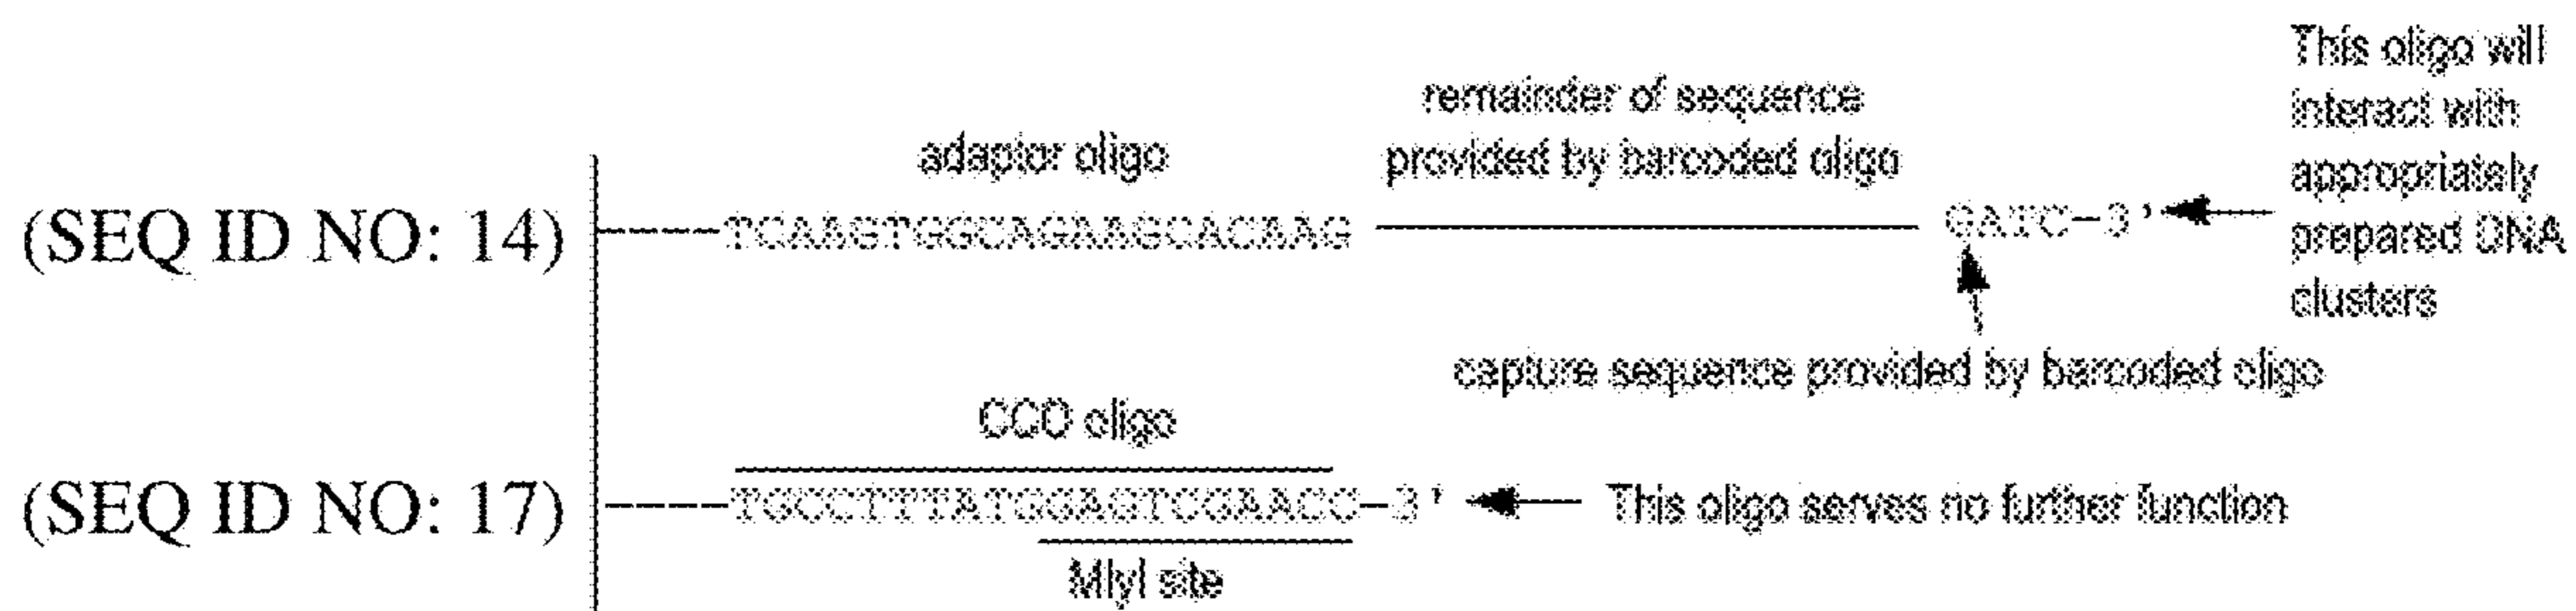 This oligo will
interact with
appropriately
prepared DNA
clusters
remainder of sequence
provided by barcoded oligo
adaptor oligo
(SEQ ID NO: 14) TCAAGTGGCAGAAGCACAAG GATC-3'
capture sequence provided by barcoded oligo
CCO oligo
(SEQ ID NO: 17) TGCCTTTATGGAGTCGAACC-3' This oligo serves no further function
MlyI site